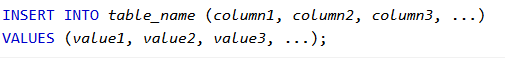 INSERT INTO table_name (column1, column2, column3, ...)
VALUES (value1, value2, value3, ...);